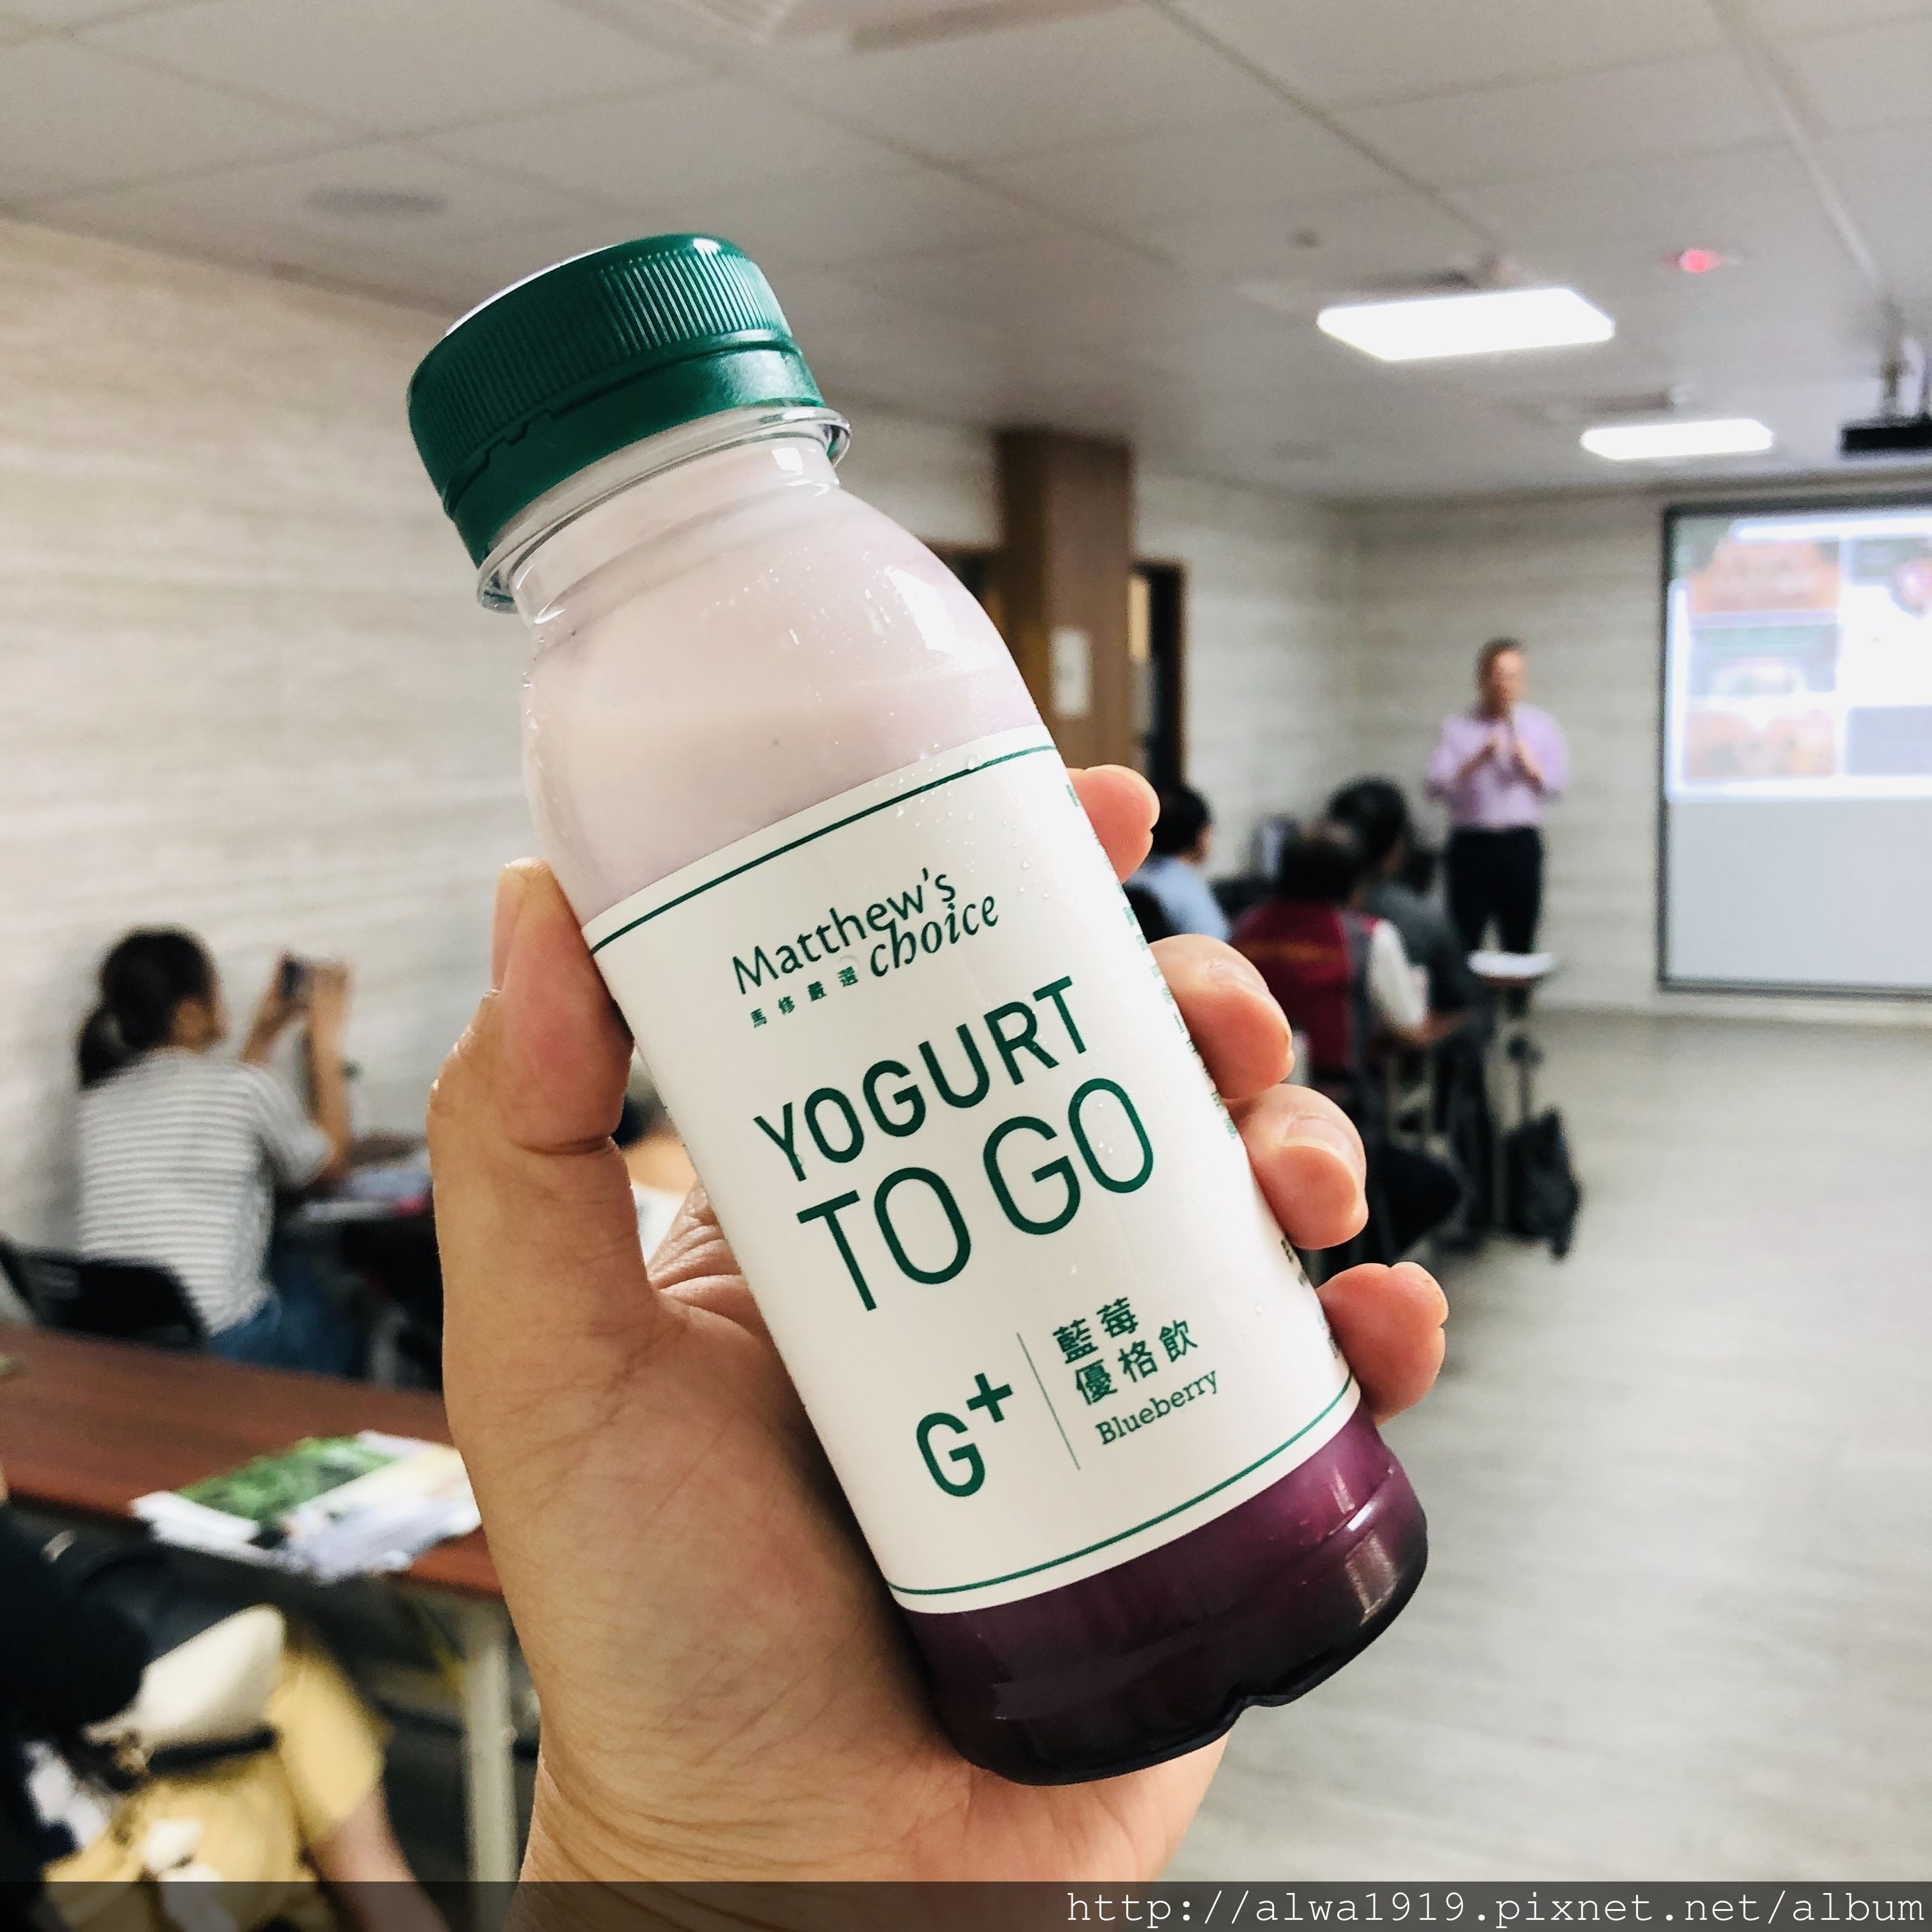 Matthew's
choice
馬修嚴選
YOGURT
TO GO
G+
藍莓
優格飲
Blueberry
http://alwa1919.pixnet.net/album